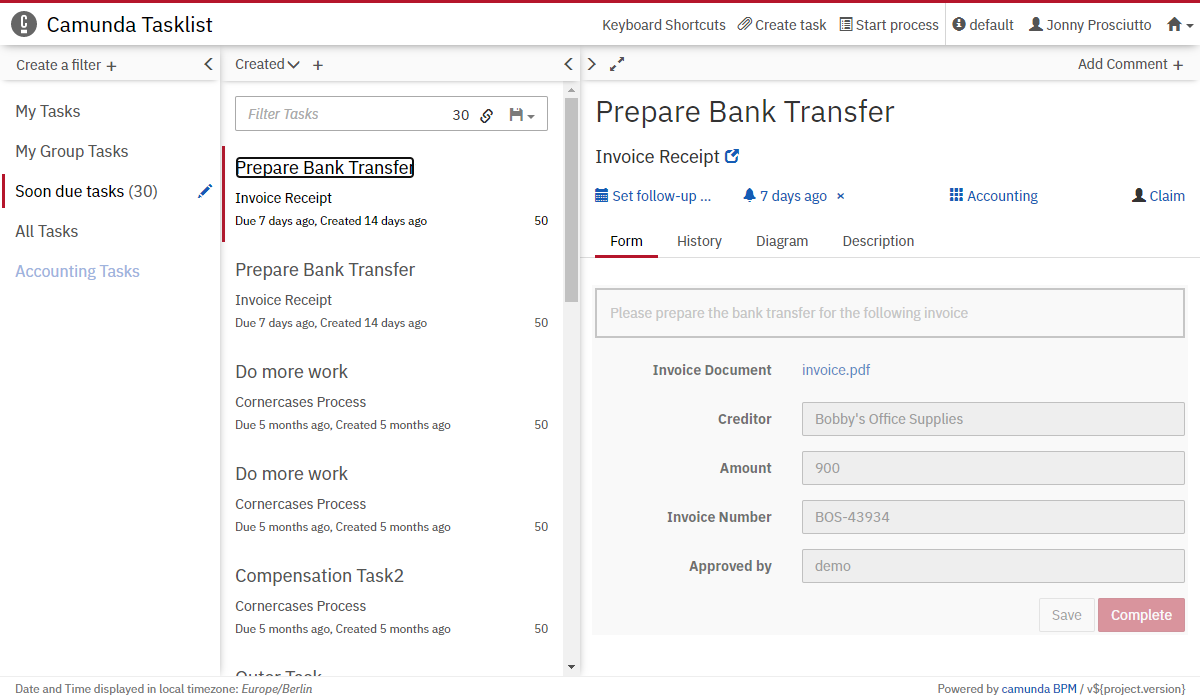 Camunda Tasklist
Keyboard Shortcuts Create task Start process default Jonny Prosciutto
Create a filter +
My Tasks
My Group Tasks
Soon due tasks (30)
All Tasks
Accounting Tasks
Created +
Filter Tasks 30
Prepare Bank Transfer
Invoice Receipt
Due 7 days ago, Created 14 days ago 50
Prepare Bank Transfer
Invoice Receipt
Due 7 days ago, Created 14 days ago 50
Do more work
Cornercases Process
Due 5 months ago, Created 5 months ago 50
Do more work
Cornercases Process
Due 5 months ago, Created 5 months ago 50
Compensation Task2
Cornercases Process
Due 5 months ago, Created 5 months ago 50
Outer Task
Add Comment +
Prepare Bank Transfer
Invoice Receipt
Set follow-up ... 7 days ago × Accounting Claim
Form History Diagram Description
Please prepare the bank transfer for the following invoice
Invoice Document invoice.pdf
Creditor Bobby's Office Supplies
Amount 900
Invoice Number BOS-43934
Approved by demo
Save Complete
Date and Time displayed in local timezone: Europe/Berlin
Powered by camunda BPM / v${project.version}